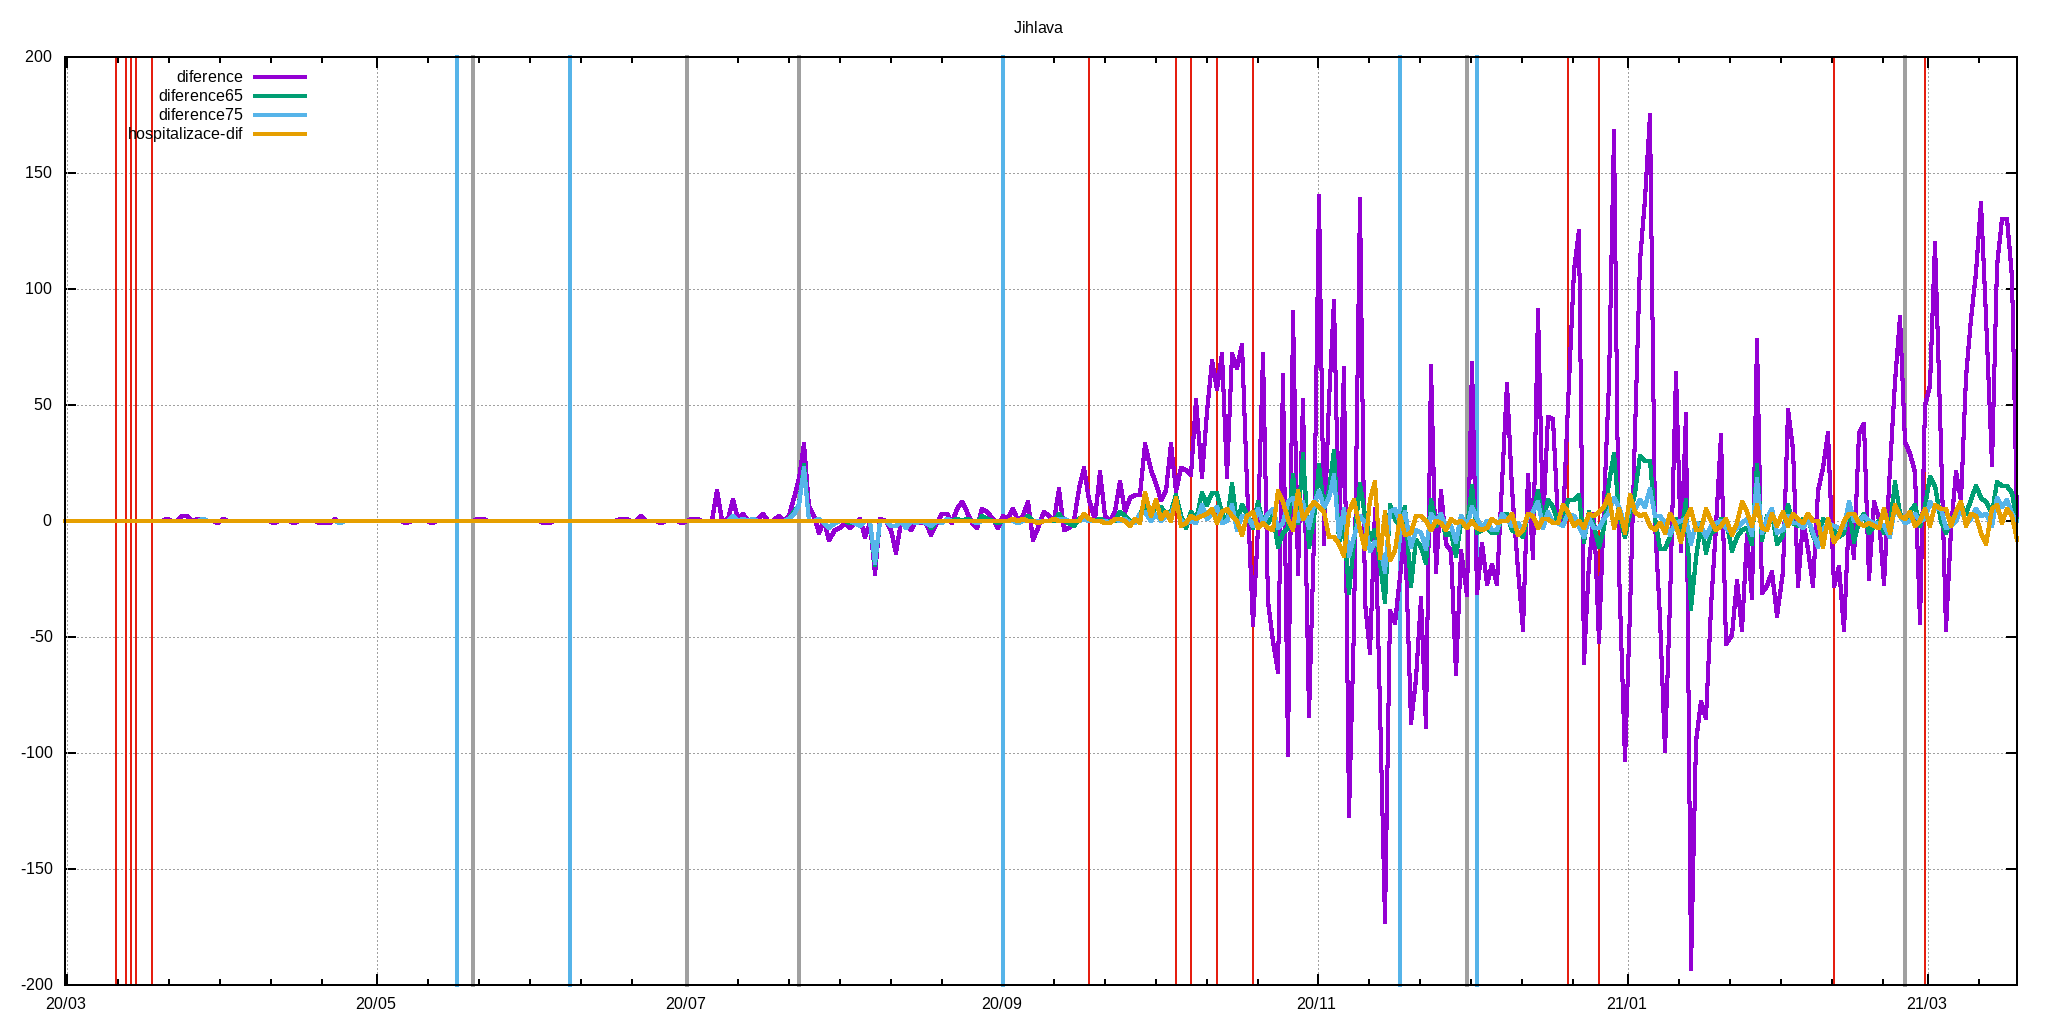 Jihlava
200
150
100
50
0
-50
-100
-150
-200
diference
diference65
diference75
hospitalizace-dif
20/03 20/05 20/07 20/09 20/11 21/01 21/03